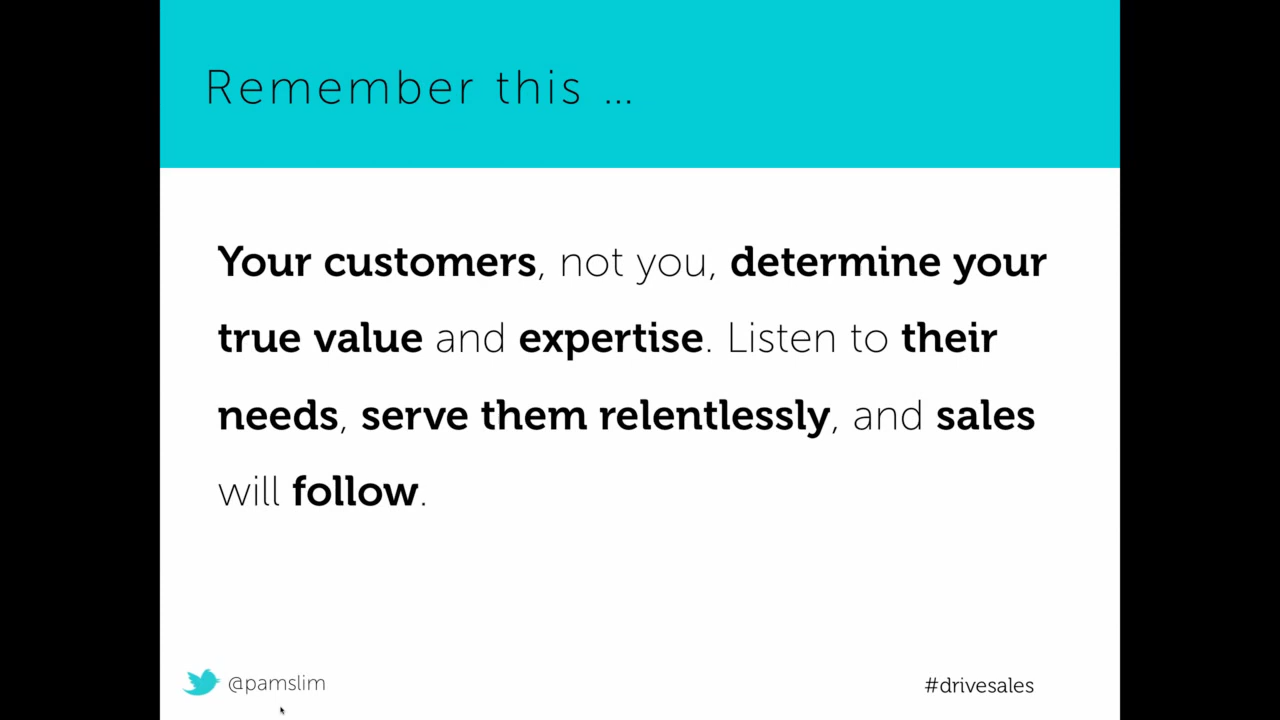 Remember this ...
Your customers, not you, determine your
true value and expertise. Listen to their
needs, serve them relentlessly, and sales
will follow.
@pamslim
#drivesales